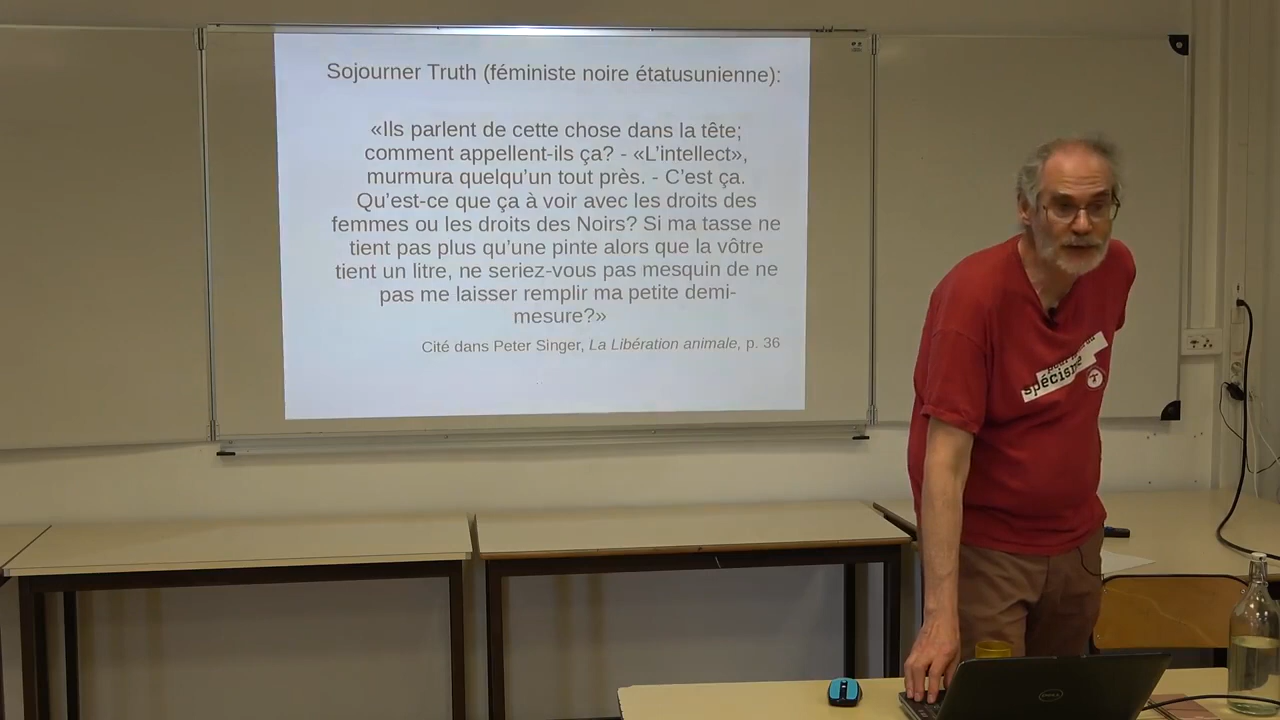 Sojourner Truth (féministe noire étatusunienne):
«Ils parlent de cette chose dans la tête;
comment appellent-ils ça? - «L'intellect»,
murmura quelqu'un tout près. - C'est ça.
Qu'est-ce que ça à voir avec les droits des
femmes ou les droits des Noirs? Si ma tasse ne
tient pas plus qu'une pinte alors que la vôtre
tient un litre, ne seriez-vous pas mesquin de ne
pas me laisser remplir ma petite demi-
mesure?»
Cité dans Peter Singer, La Libération animale, p. 36
spécisme
DELL